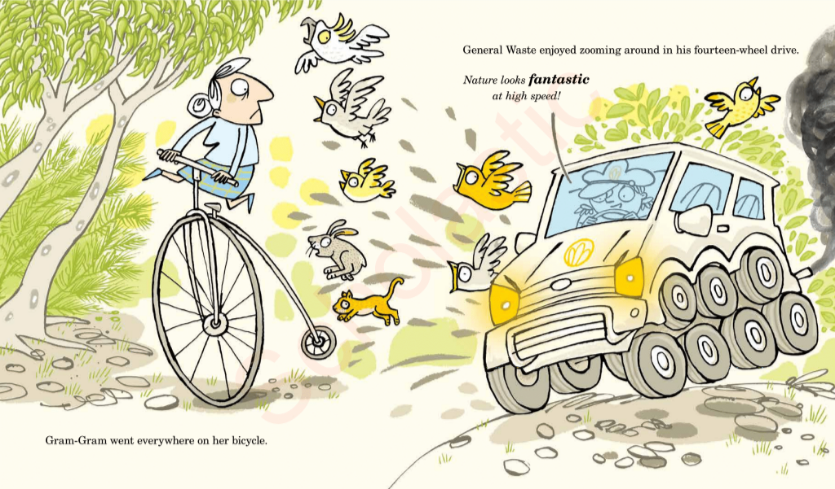 General Waste enjoyed zooming around in his fourteen-wheel drive.
Nature looks fantastic
at high speed!
Gram-Gram went everywhere on her bicycle.
Scholastic